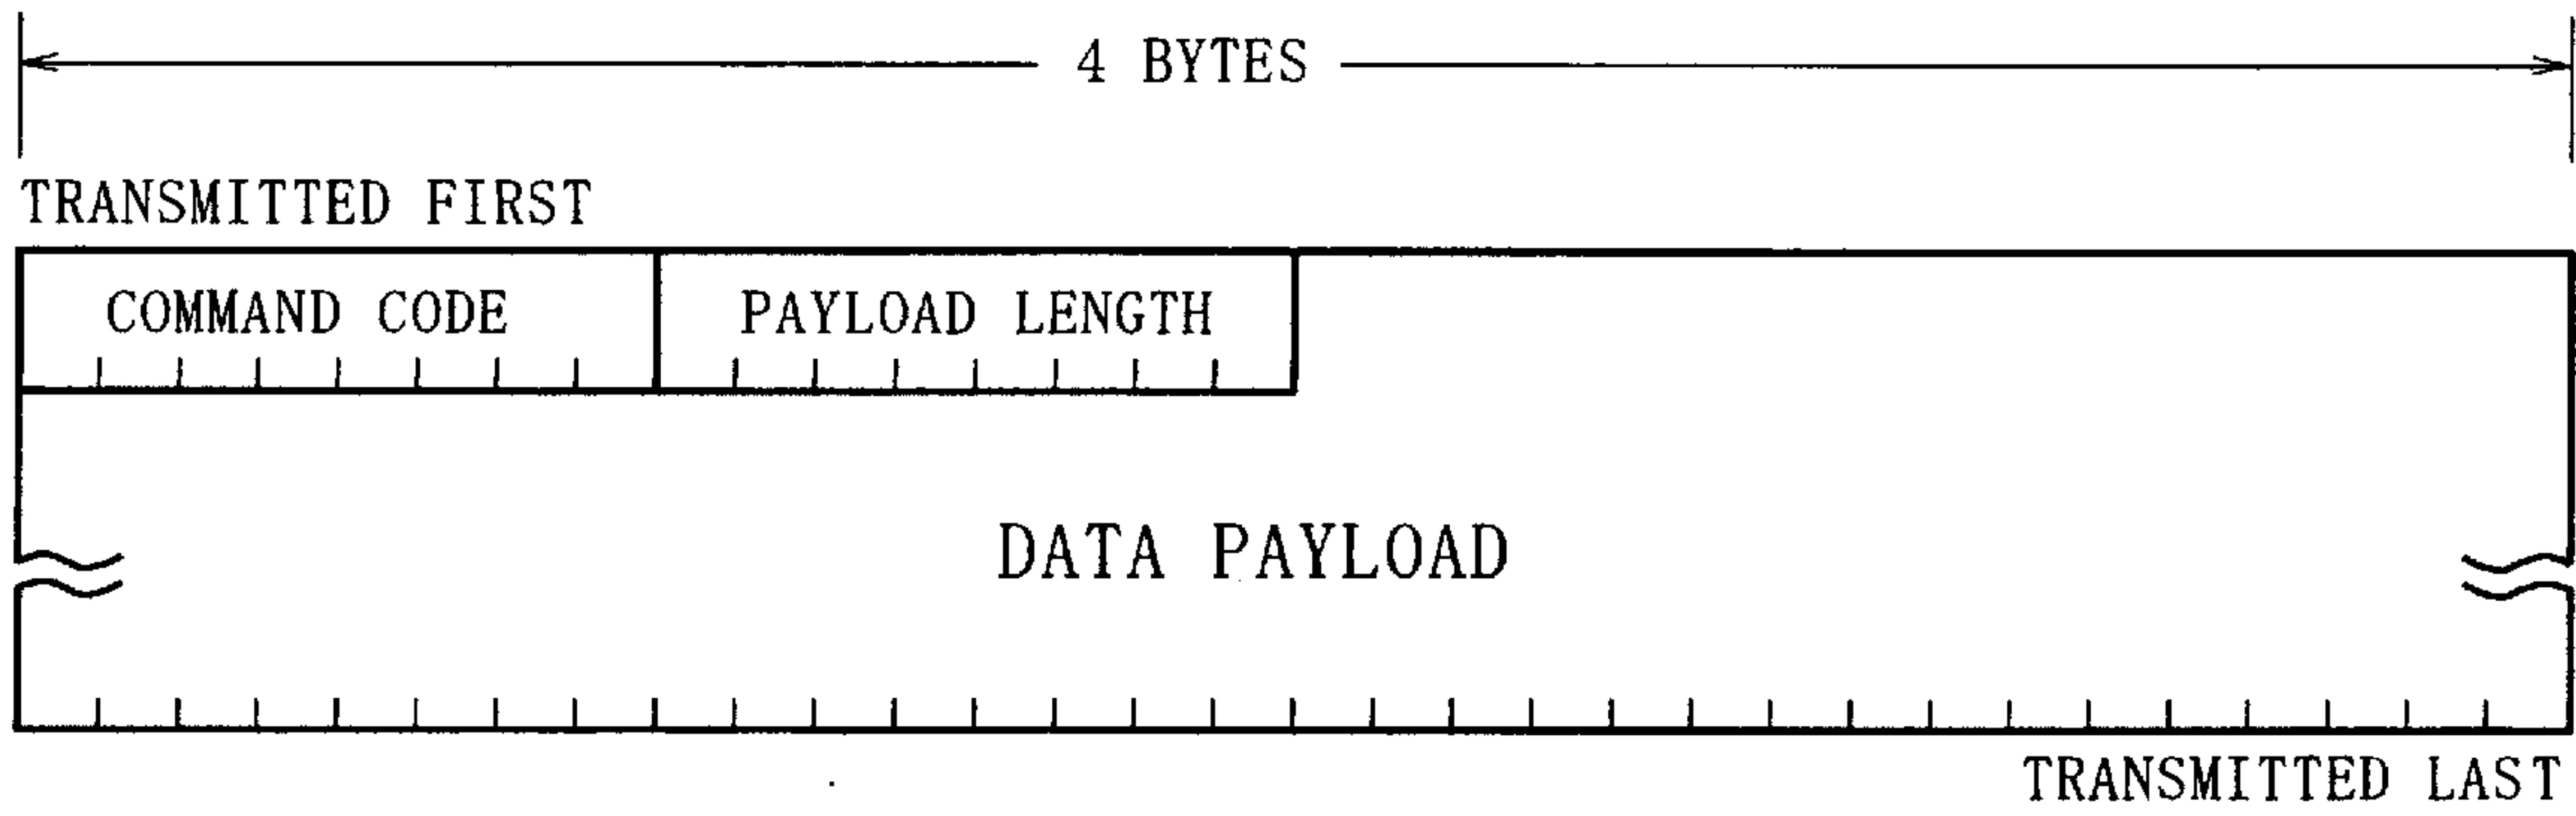 4 BYTES
TRANSMITTED FIRST
COMMAND CODE PAYLOAD LENGTH
DATA PAYLOAD
TRANSMITTED LAST